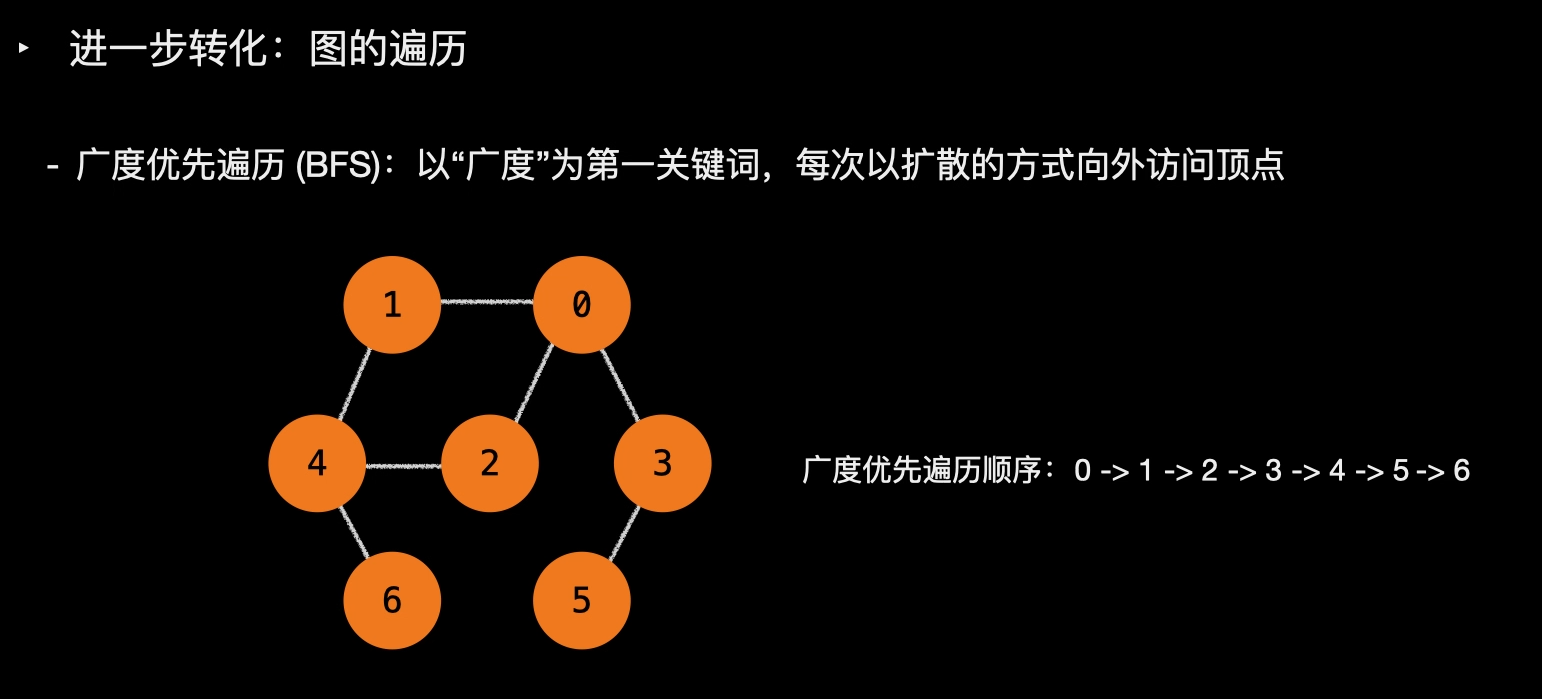 ▸ 进一步转化：图的遍历
- 广度优先遍历 (BFS)：以“广度”为第一关键词，每次以扩散的方式向外访问顶点
1 0
4 2 3
广度优先遍历顺序：0 -> 1 -> 2 -> 3 -> 4 -> 5 -> 6
6 5